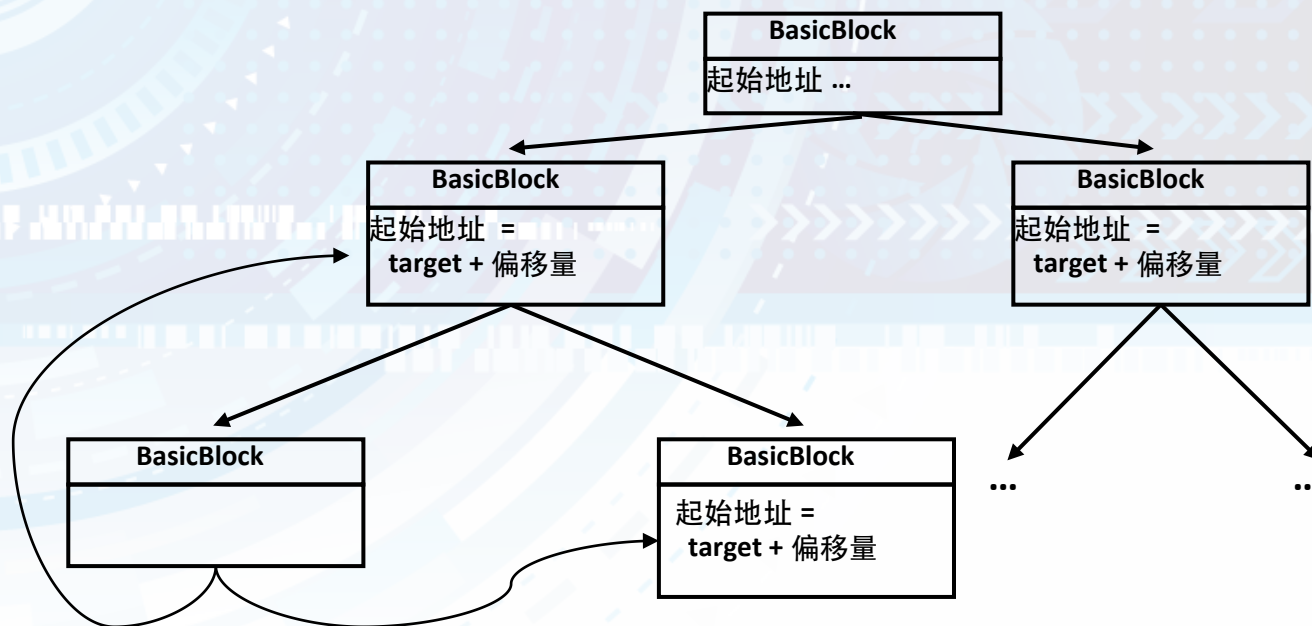 BasicBlock
起始地址 …
BasicBlock
起始地址 =
target + 偏移量
BasicBlock
起始地址 =
target + 偏移量
BasicBlock
BasicBlock
起始地址 =
target + 偏移量
…
..